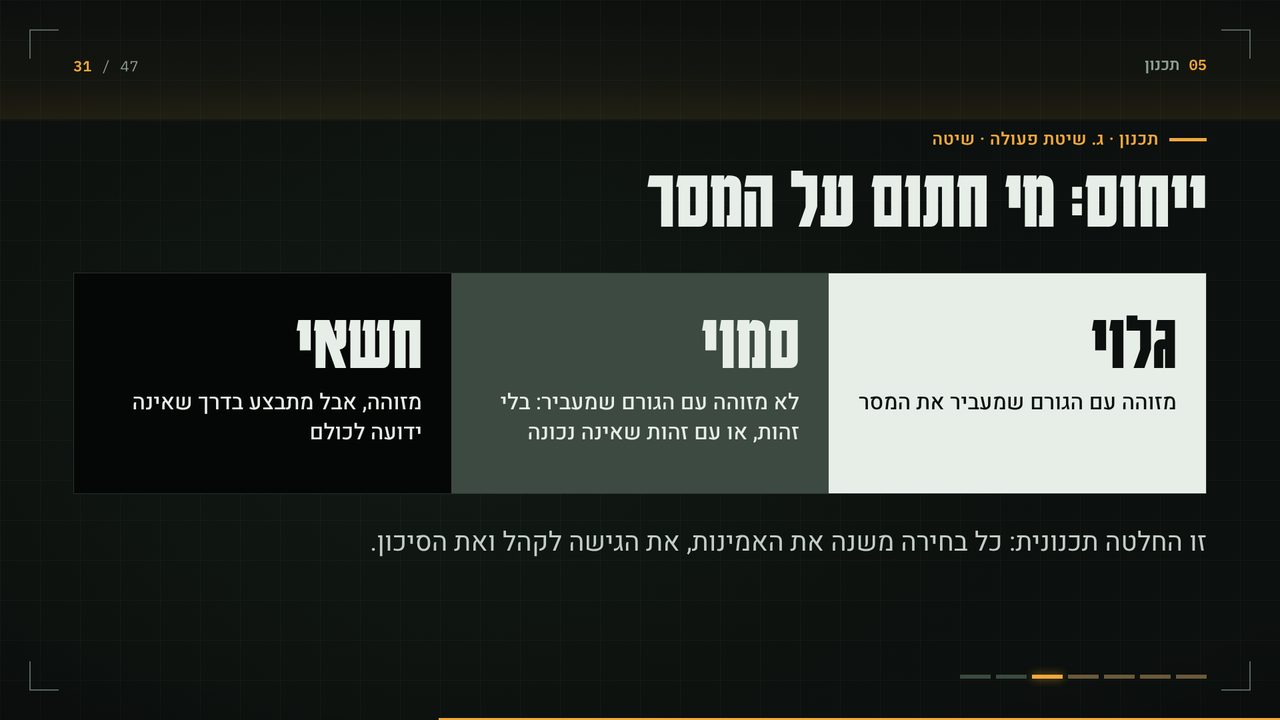 05 תכנון
31 / 47
תכנון · ג. שיטת פעולה · שיטה
ייחוס: מי חתום על המסר
גלוי
מזוהה עם הגורם שמעביר את המסר
סמוי
לא מזוהה עם הגורם שמעביר: בלי
זהות, או עם זהות שאינה נכונה
חשאי
מזוהה, אבל מתבצע בדרך שאינה
ידועה לכולם
זו החלטה תכנונית: כל בחירה משנה את האמינות, את הגישה לקהל ואת הסיכון.